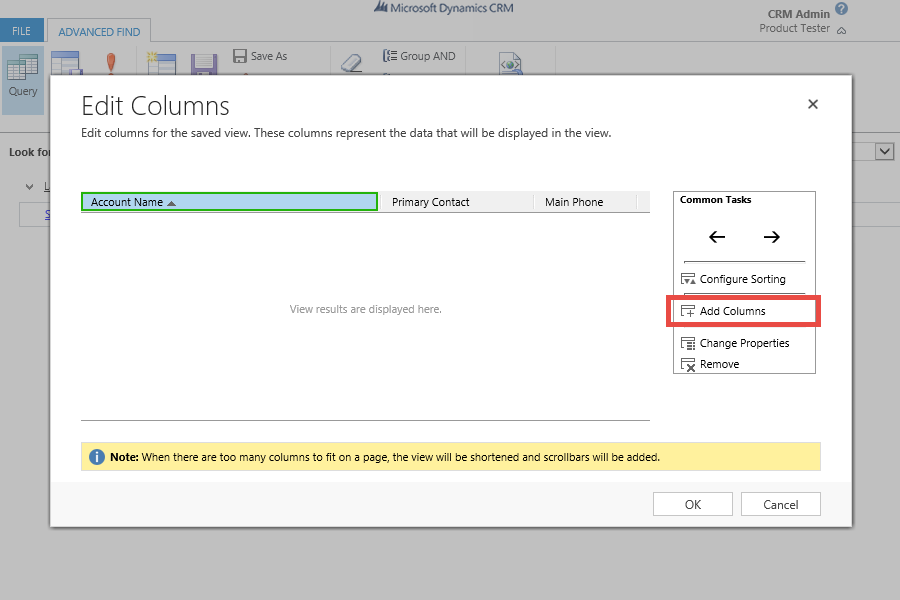 Microsoft Dynamics CRM
CRM Admin
Product Tester
FILE
ADVANCED FIND
Query
Save As
Group AND
Look for
Edit Columns
Edit columns for the saved view. These columns represent the data that will be displayed in the view.
Account Name
Primary Contact
Main Phone
View results are displayed here.
Common Tasks
Configure Sorting
Add Columns
Change Properties
Remove
Note: When there are too many columns to fit on a page, the view will be shortened and scrollbars will be added.
OK
Cancel